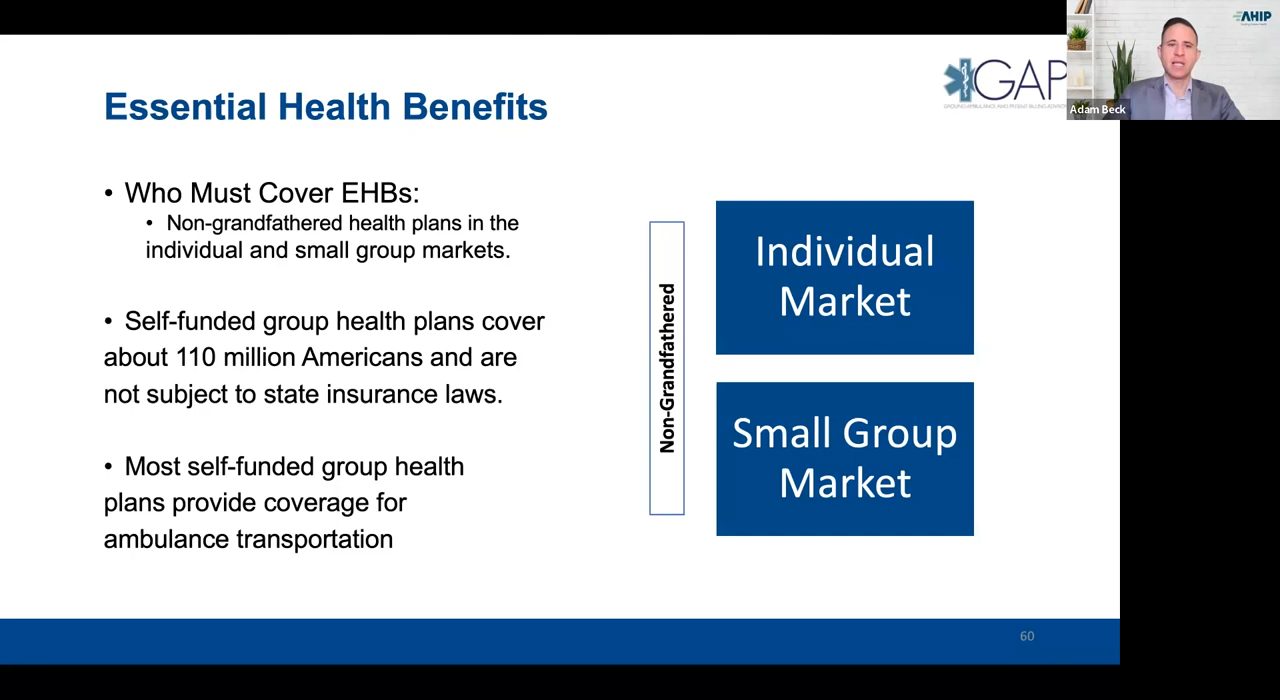 AHIP
GAP
Adam Beck
Essential Health Benefits
• Who Must Cover EHBs:
• Non-grandfathered health plans in the
individual and small group markets.
• Self-funded group health plans cover
about 110 million Americans and are
not subject to state insurance laws.
• Most self-funded group health
plans provide coverage for
ambulance transportation
Non-Grandfathered
Individual
Market
Small Group
Market
60